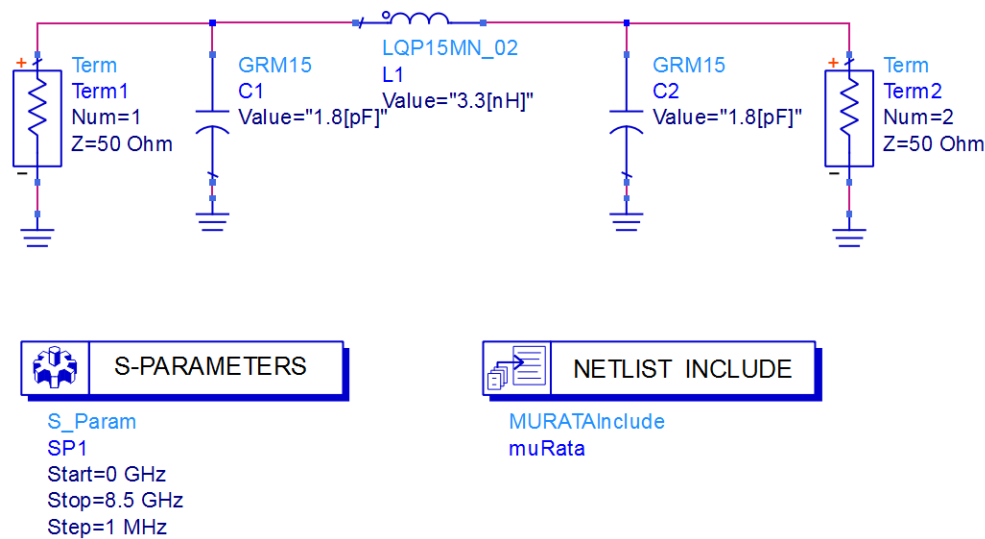 Term
Term1
Num=1
Z=50 Ohm
GRM15
C1
Value="1.8[pF]"
LQP15MN_02
L1
Value="3.3[nH]"
GRM15
C2
Value="1.8[pF]"
Term
Term2
Num=2
Z=50 Ohm
S-PARAMETERS
S_Param
SP1
Start=0 GHz
Stop=8.5 GHz
Step=1 MHz
NETLIST INCLUDE
MURATAInclude
muRata